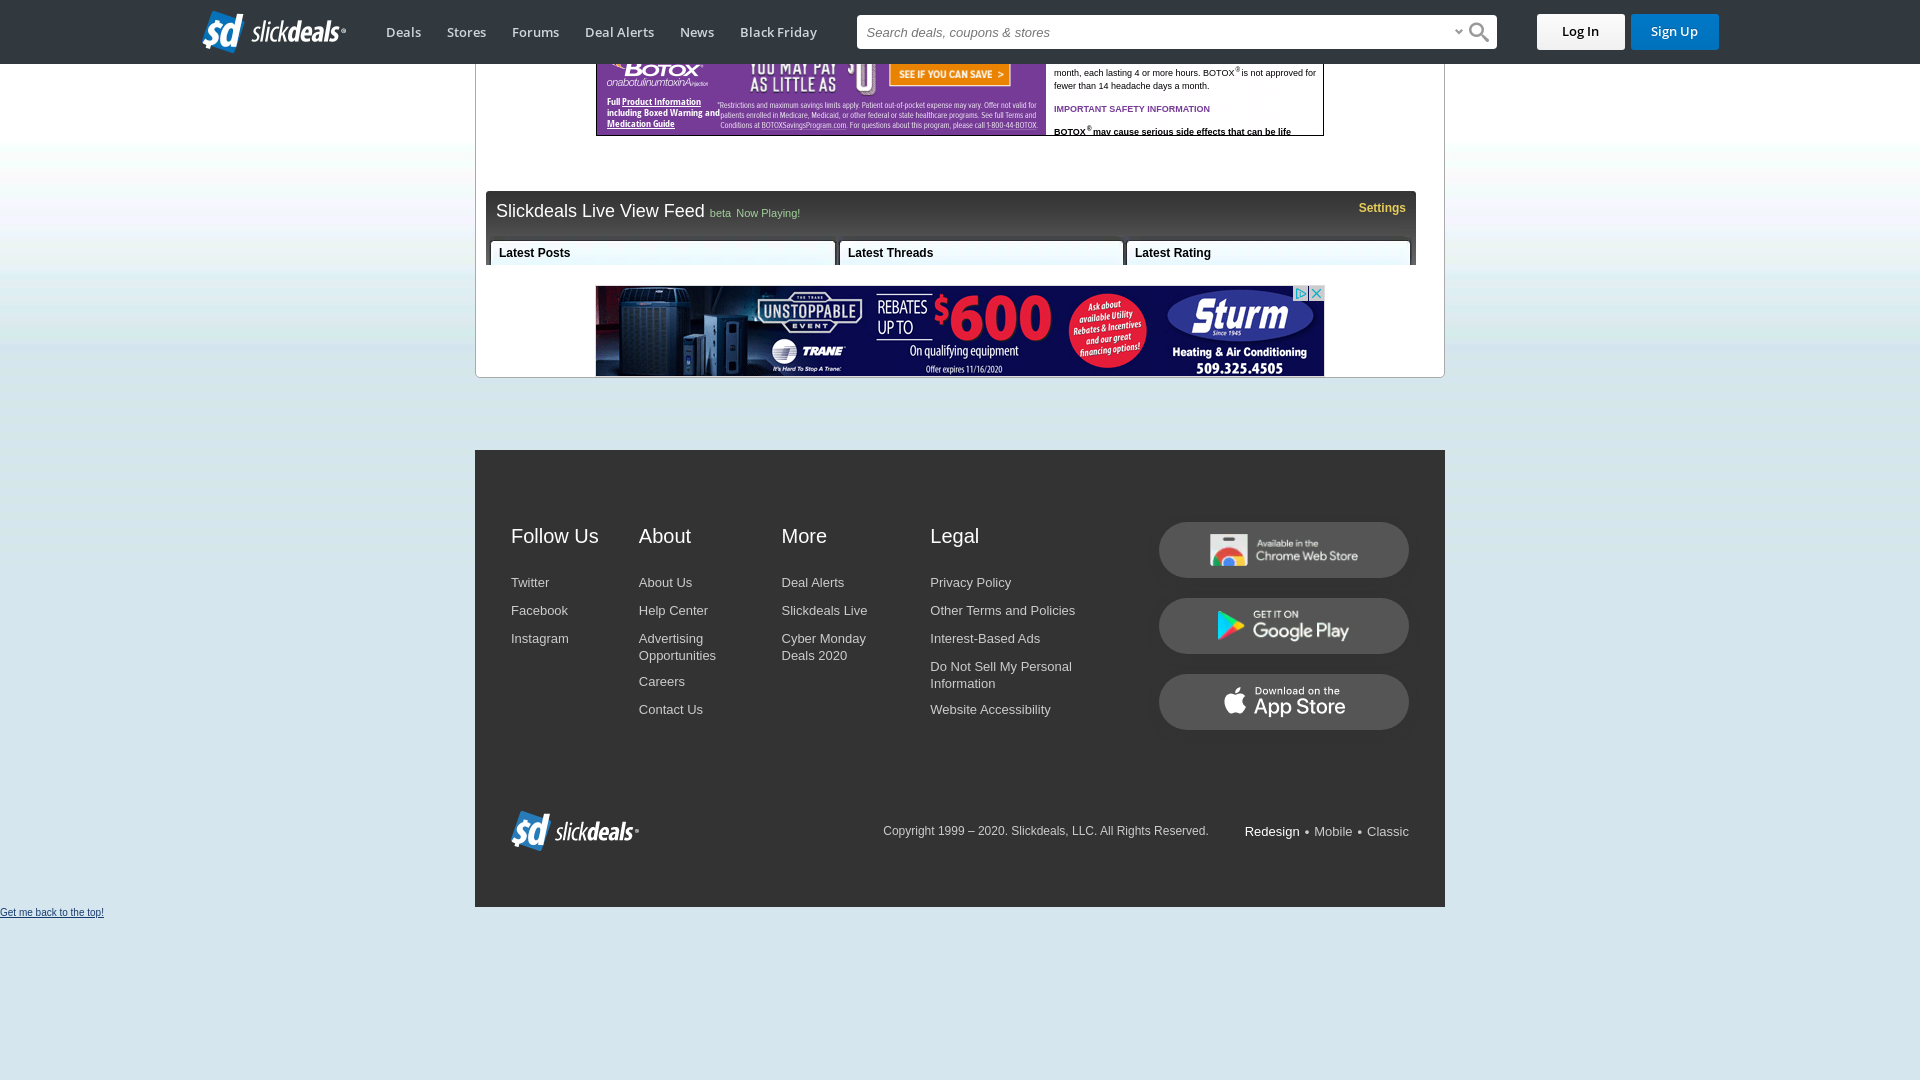 $d slickdeals®
Deals
Stores
Forums
Deal Alerts
News
Black Friday
Search deals, coupons & stores
Log In
Sign Up
BOTOX®
onabotulinumtoxinA injection
Full Product Information
including Boxed Warning and
Medication Guide
YOU MAY PAY
AS LITTLE AS
$0
SEE IF YOU CAN SAVE >
*Restrictions and maximum savings limits apply. Patient out-of-pocket expense may vary. Offer not valid for
patients enrolled in Medicare, Medicaid, or other federal or state healthcare programs. See full Terms and
Conditions at BOTOXSavingsProgram.com. For questions about this program, please call 1-800-44-BOTOX.
month, each lasting 4 or more hours. BOTOX® is not approved for
fewer than 14 headache days a month.
IMPORTANT SAFETY INFORMATION
BOTOX® may cause serious side effects that can be life
Slickdeals Live View Feed beta Now Playing!
Settings
Latest Posts
Latest Threads
Latest Rating
THE TRANE
UNSTOPPABLE
EVENT
TRANE
It's Hard To Stop A Trane.
REBATES
UP TO
$600
On qualifying equipment
Offer expires 11/16/2020
Ask about
available Utility
Rebates & Incentives
and our great
financing options!
Sturm
Since 1945
Heating & Air Conditioning
509.325.4505
Follow Us
Twitter
Facebook
Instagram
About
About Us
Help Center
Advertising
Opportunities
Careers
Contact Us
More
Deal Alerts
Slickdeals Live
Cyber Monday
Deals 2020
Legal
Privacy Policy
Other Terms and Policies
Interest-Based Ads
Do Not Sell My Personal
Information
Website Accessibility
Available in the
Chrome Web Store
GET IT ON
Google Play
Download on the
App Store
$d slickdeals®
Copyright 1999 – 2020. Slickdeals, LLC. All Rights Reserved.
Redesign • Mobile • Classic
Get me back to the top!